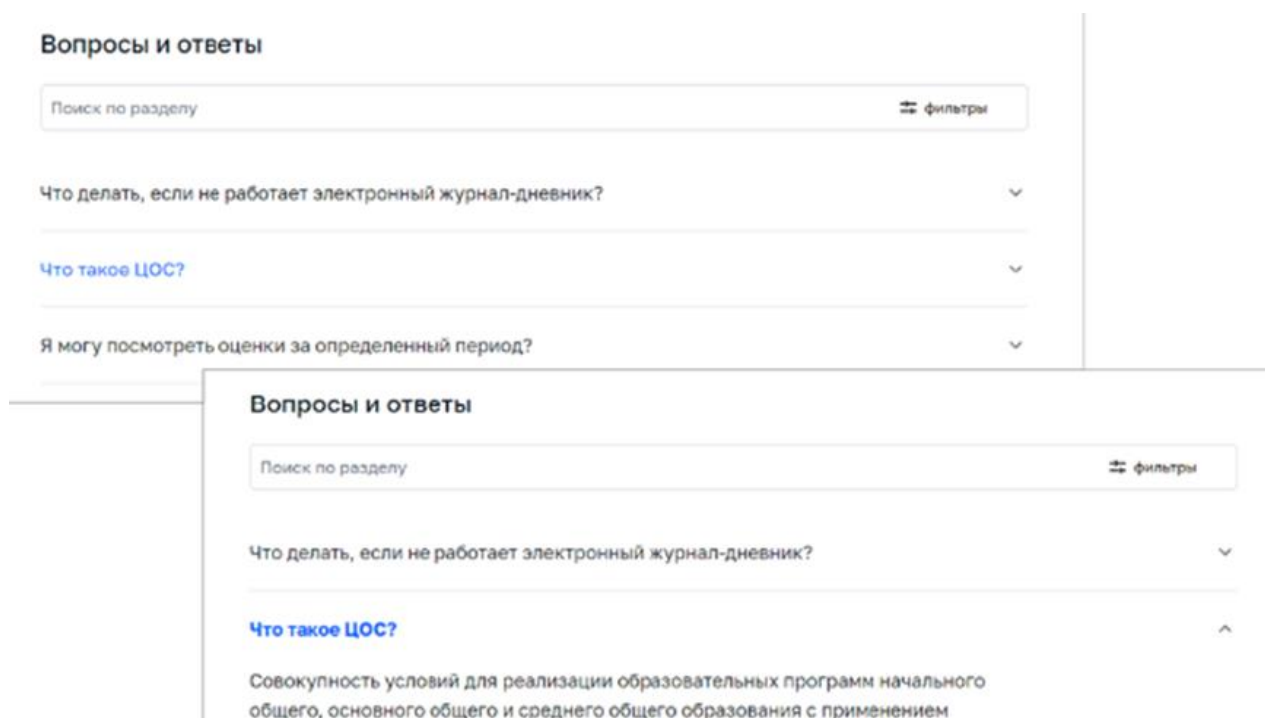 Вопросы и ответы
Поиск по разделу
фильтры
Что делать, если не работает электронный журнал-дневник?
Что такое ЦОС?
Я могу посмотреть оценки за определенный период?
Вопросы и ответы
Поиск по разделу
фильтры
Что делать, если не работает электронный журнал-дневник?
Что такое ЦОС?
Совокупность условий для реализации образовательных программ начального
общего, основного общего и среднего общего образования с применением